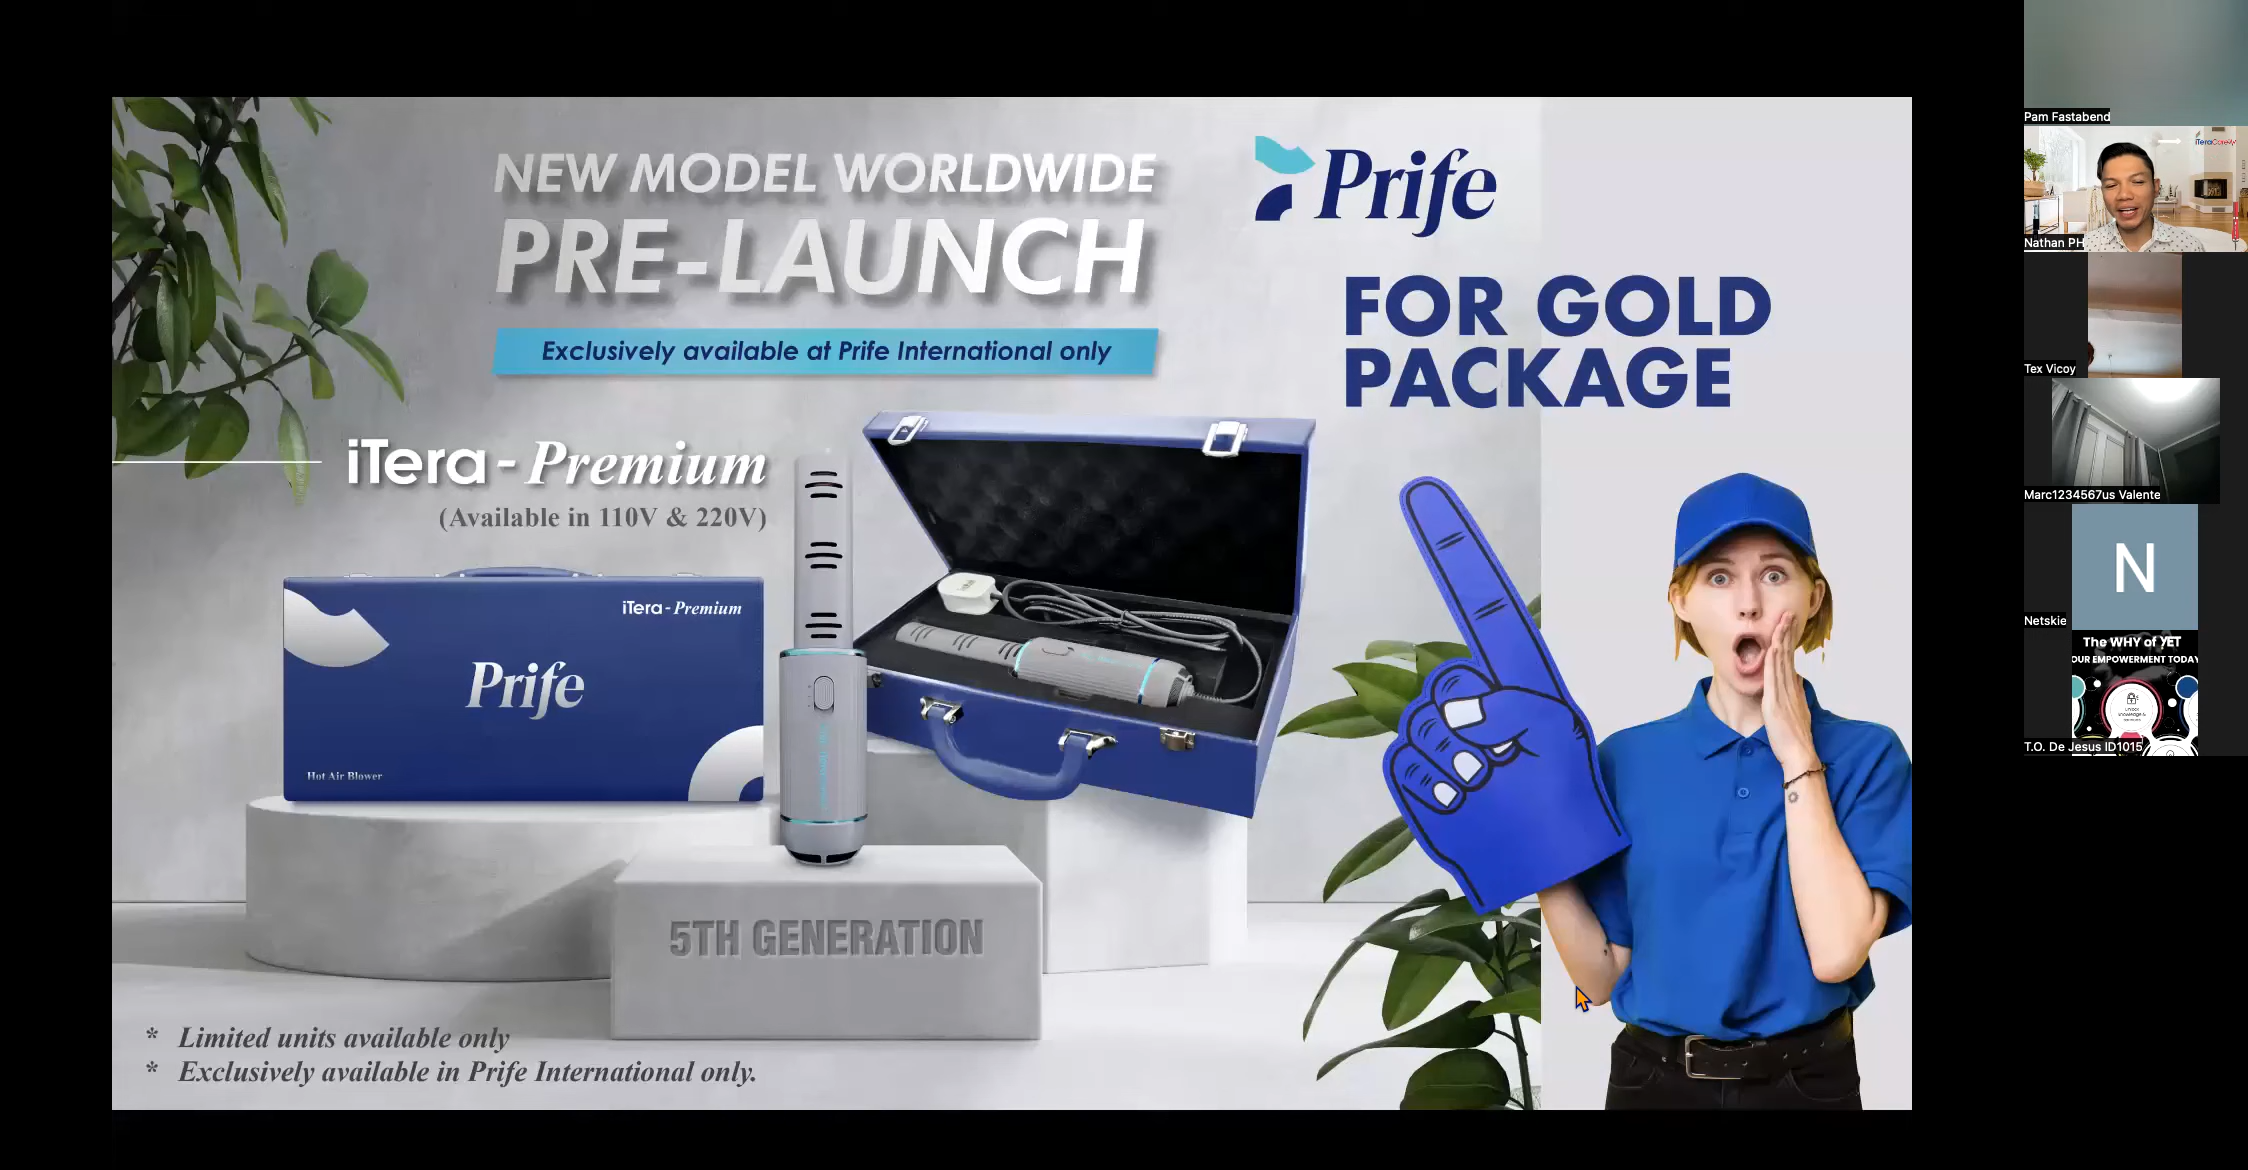 NEW MODEL WORLDWIDE
PRE-LAUNCH
Exclusively available at Prife International only
Prife
FOR GOLD
PACKAGE
iTera - Premium
(Available in 110V & 220V)
iTera - Premium
Prife
Hot Air Blower
5TH GENERATION
* Limited units available only
* Exclusively available in Prife International only.
Pam Fastabend
iTeraCare
Nathan PH
Tex Vicoy
Marc1234567us Valente
N
Netskie
The WHY of YET
OUR EMPOWERMENT TODAY
T.O. De Jesus ID1015